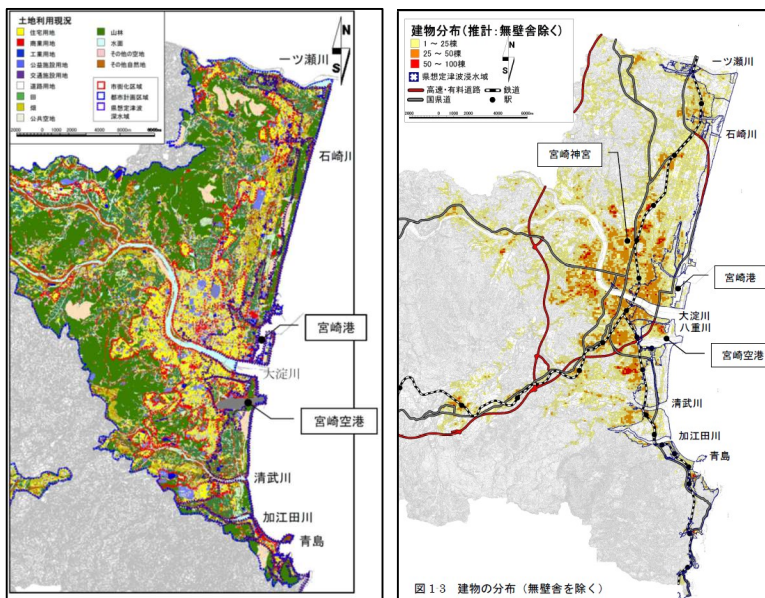 土地利用現況
住宅用地
商業用地
工業用地
公益施設用地
交通施設用地
道路用地
田
畑
公共空地
山林
水面
その他の空地
その他自然地
市街化区域
都市計画区域
県想定津波
浸水域
N
S
一ツ瀬川
石崎川
宮崎港
大淀川
宮崎空港
清武川
加江田川
青島
建物分布(推計:無壁舎除く)
1 ~ 25棟
25 ~ 50棟
50 ~ 100棟
県想定津波浸水域
高速・有料道路
鉄道
国県道
駅
N
S
一ツ瀬川
石崎川
宮崎神宮
宮崎港
大淀川
八重川
宮崎空港
清武川
加江田川
青島
図1-3 建物の分布(無壁舎を除く)